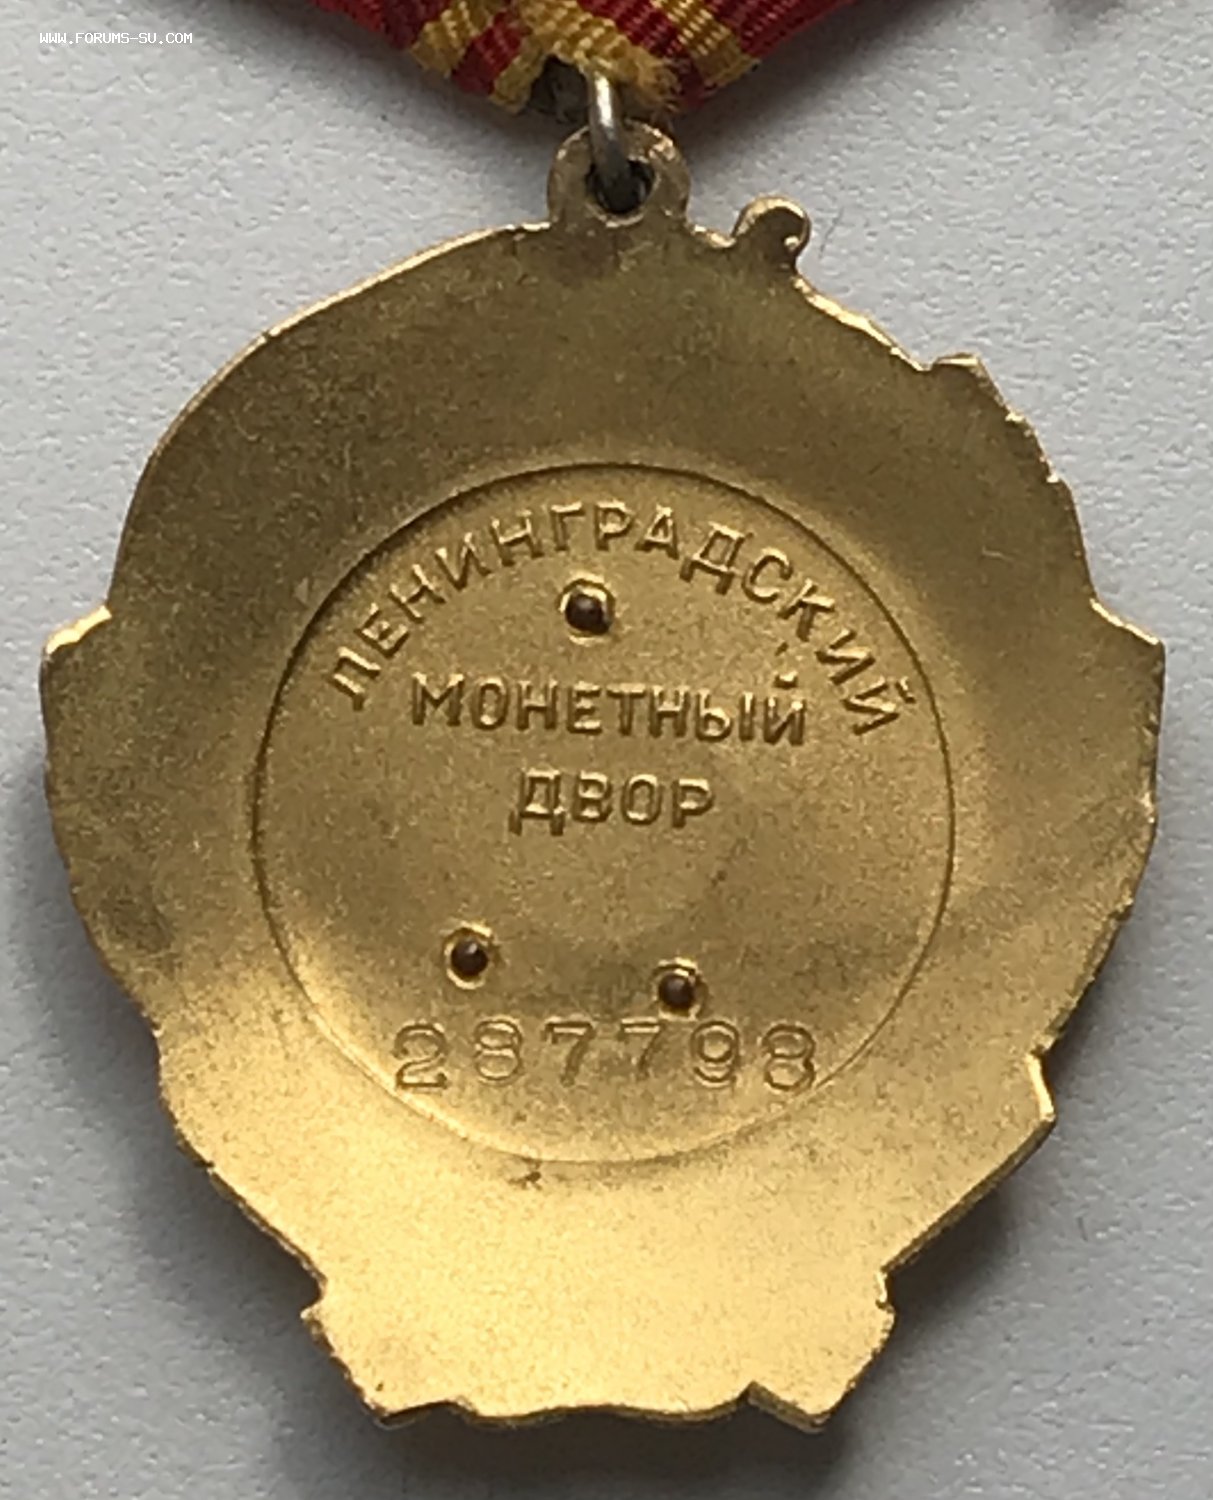 WWW.FORUMS-SU.COM
ЛЕНИНГРАДСКИЙ
МОНЕТНЫЙ
ДВОР
287798